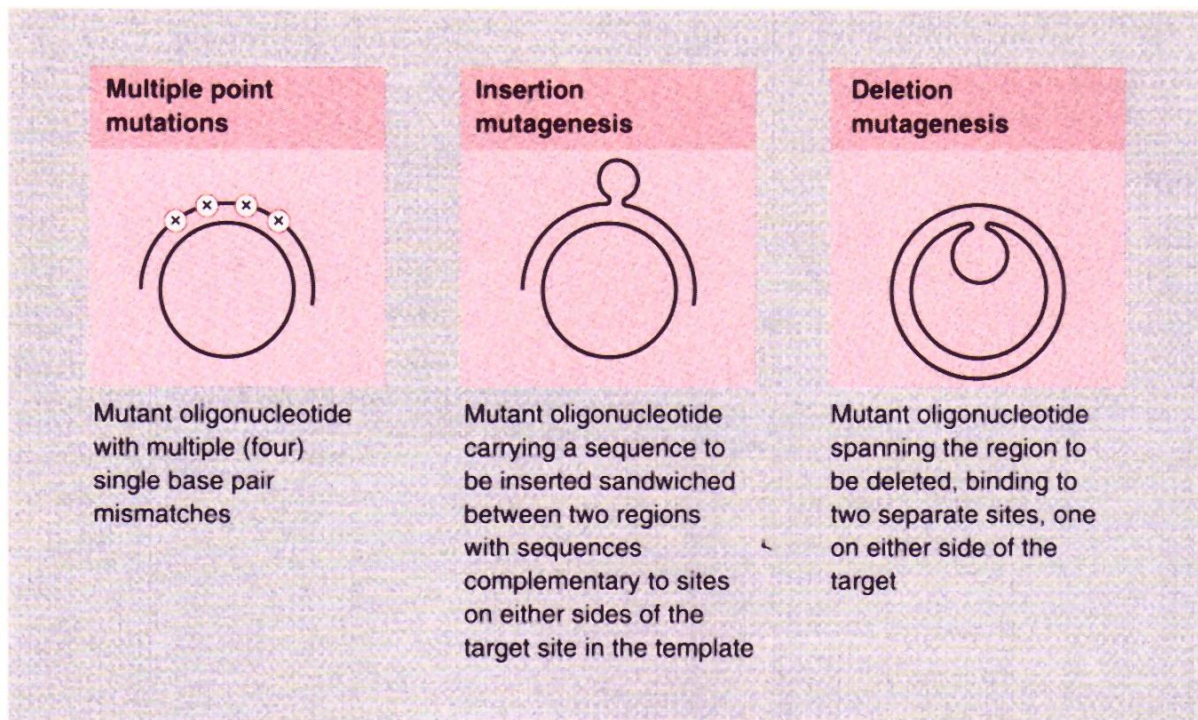 Multiple point
mutations
Mutant oligonucleotide
with multiple (four)
single base pair
mismatches
Insertion
mutagenesis
Mutant oligonucleotide
carrying a sequence to
be inserted sandwiched
between two regions
with sequences
complementary to sites
on either sides of the
target site in the template
Deletion
mutagenesis
Mutant oligonucleotide
spanning the region to
be deleted, binding to
two separate sites, one
on either side of the
target